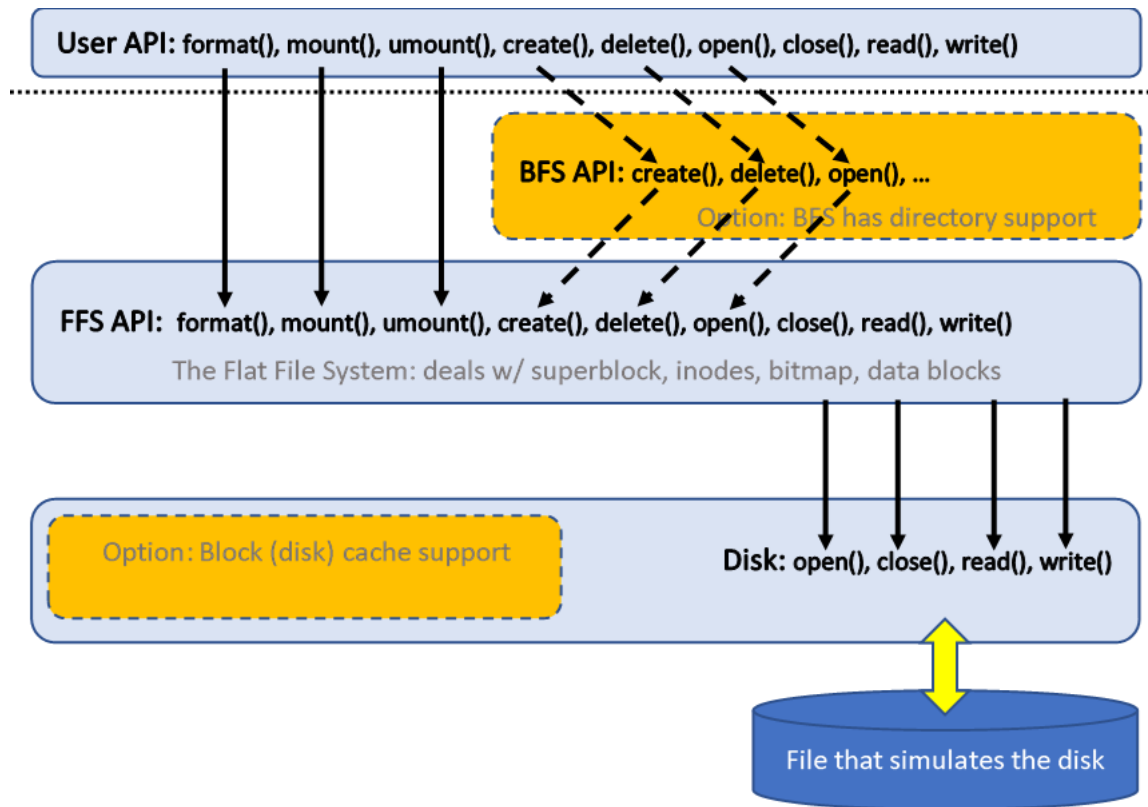 User API: format(), mount(), umount(), create(), delete(), open(), close(), read(), write()
BFS API: create(), delete(), open(), ...
Option: BFS has directory support
FFS API: format(), mount(), umount(), create(), delete(), open(), close(), read(), write()
The Flat File System: deals w/ superblock, inodes, bitmap, data blocks
Option: Block (disk) cache support
Disk: open(), close(), read(), write()
File that simulates the disk